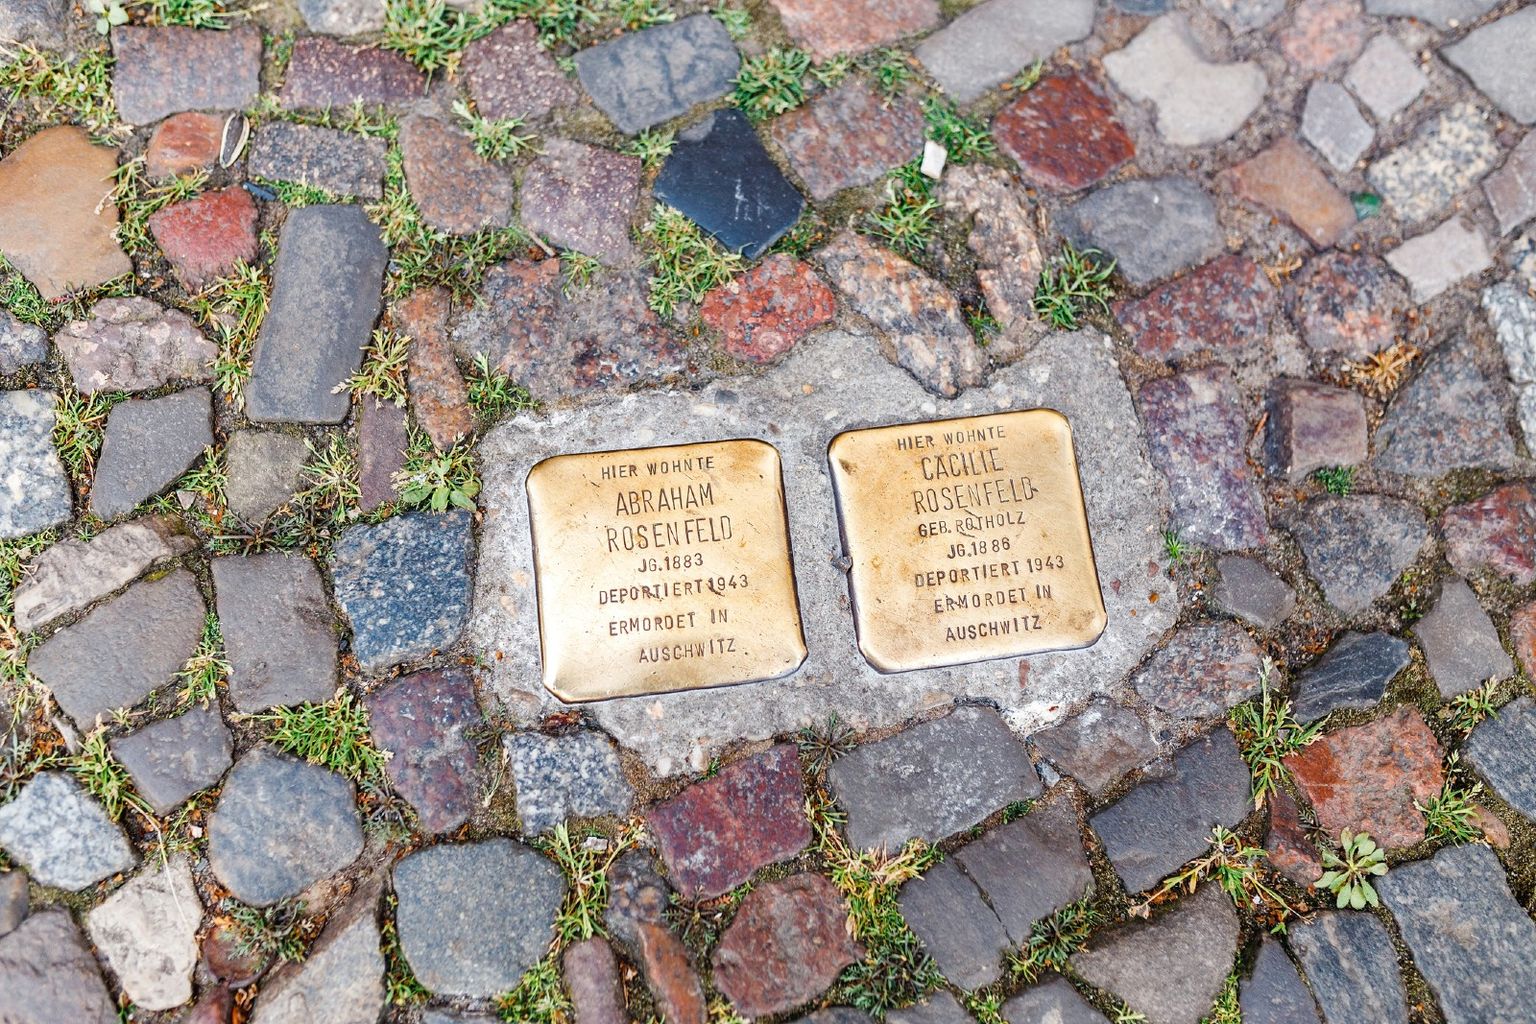 HIER WOHNTE
ABRAHAM
ROSENFELD
JG.1883
DEPORTIERT 1943
ERMORDET IN
AUSCHWITZ
HIER WOHNTE
CÄCILIE
ROSENFELD
GEB. ROTHOLZ
JG.1886
DEPORTIERT 1943
ERMORDET IN
AUSCHWITZ